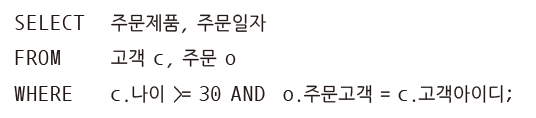 SELECT 주문제품, 주문일자
FROM 고객 c, 주문 o
WHERE c.나이 >= 30 AND o.주문고객 = c.고객아이디;